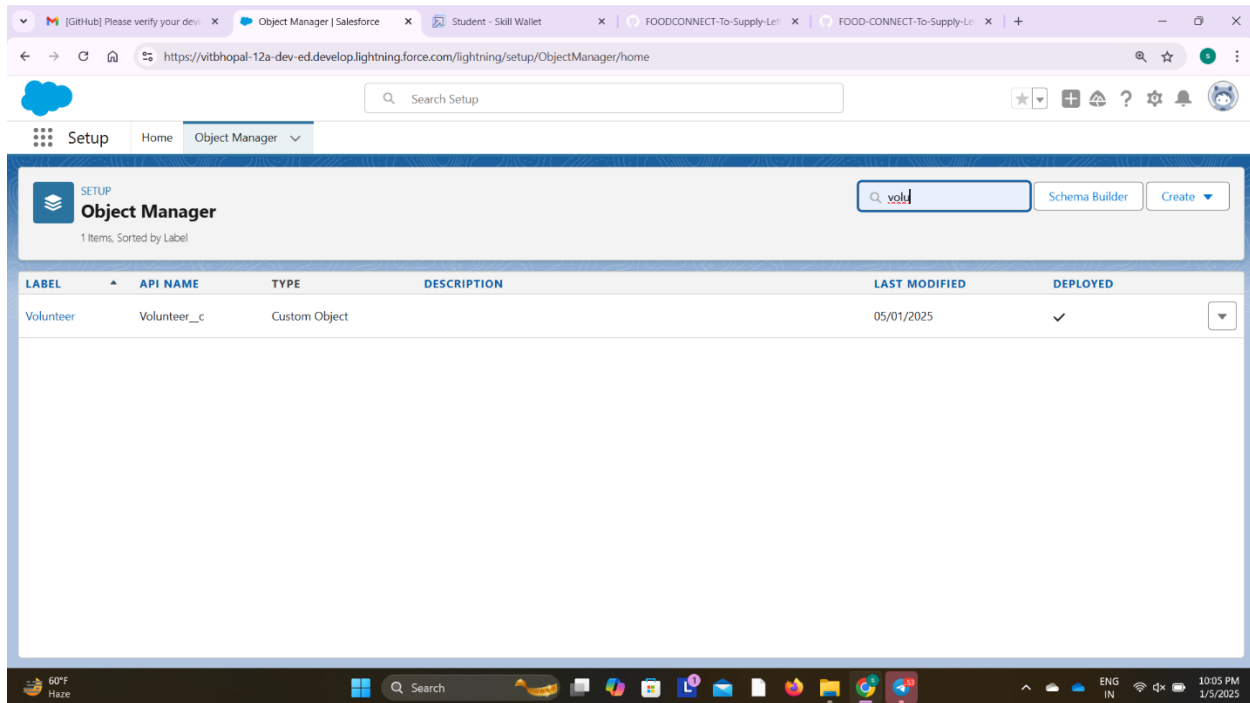 [GitHub] Please verify your devi
Object Manager | Salesforce
Student - Skill Wallet
FOODCONNECT-To-Supply-Left
FOOD-CONNECT-To-Supply-Le
https://vitbhopal-12a-dev-ed.develop.lightning.force.com/lightning/setup/ObjectManager/home
S
Search Setup
Setup
Home
Object Manager
SETUP
Object Manager
1 Items, Sorted by Label
volu
Schema Builder
Create
LABEL API NAME TYPE DESCRIPTION LAST MODIFIED DEPLOYED
Volunteer Volunteer__c Custom Object 05/01/2025
60°F
Haze
Search
L
1
53
ENG
IN
10:05 PM
1/5/2025